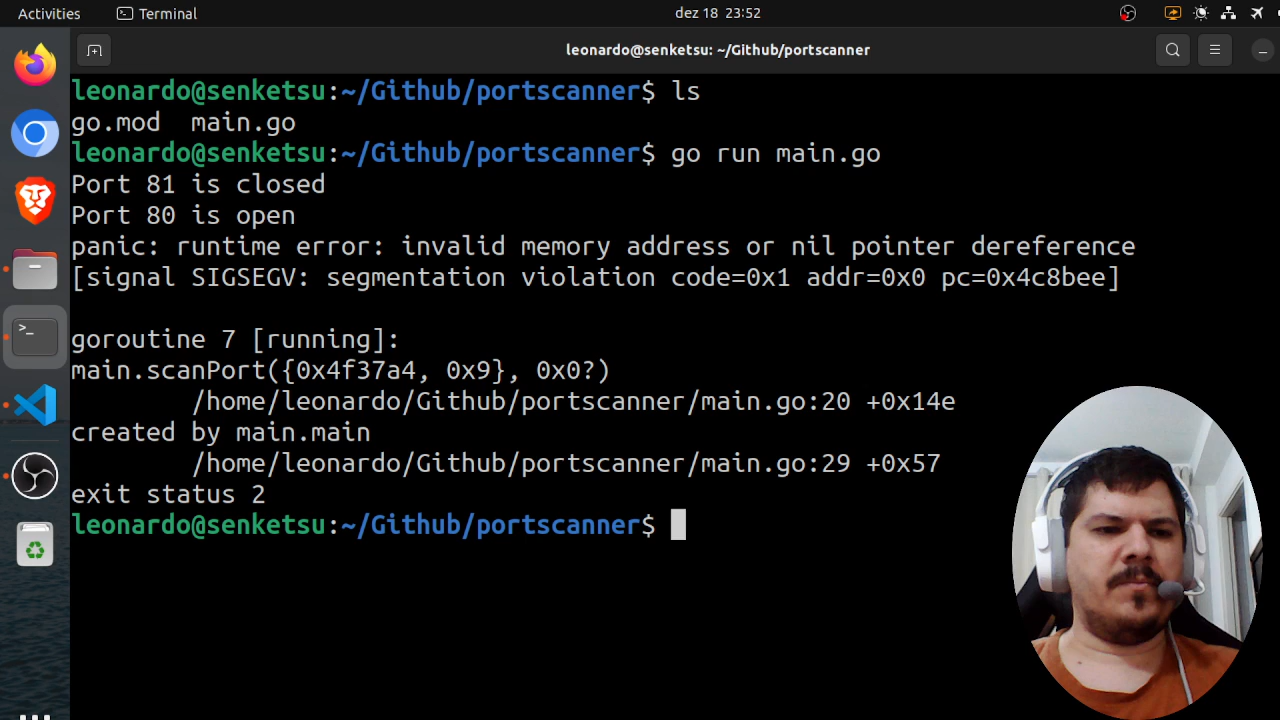 Activities
Terminal
dez 18 23:52
leonardo@senketsu: ~/Github/portscanner
leonardo@senketsu:~/Github/portscanner$ ls
go.mod  main.go
leonardo@senketsu:~/Github/portscanner$ go run main.go
Port 81 is closed
Port 80 is open
panic: runtime error: invalid memory address or nil pointer dereference
[signal SIGSEGV: segmentation violation code=0x1 addr=0x0 pc=0x4c8bee]
goroutine 7 [running]:
main.scanPort({0x4f37a4, 0x9}, 0x0?)
/home/leonardo/Github/portscanner/main.go:20 +0x14e
created by main.main
/home/leonardo/Github/portscanner/main.go:29 +0x57
exit status 2
leonardo@senketsu:~/Github/portscanner$